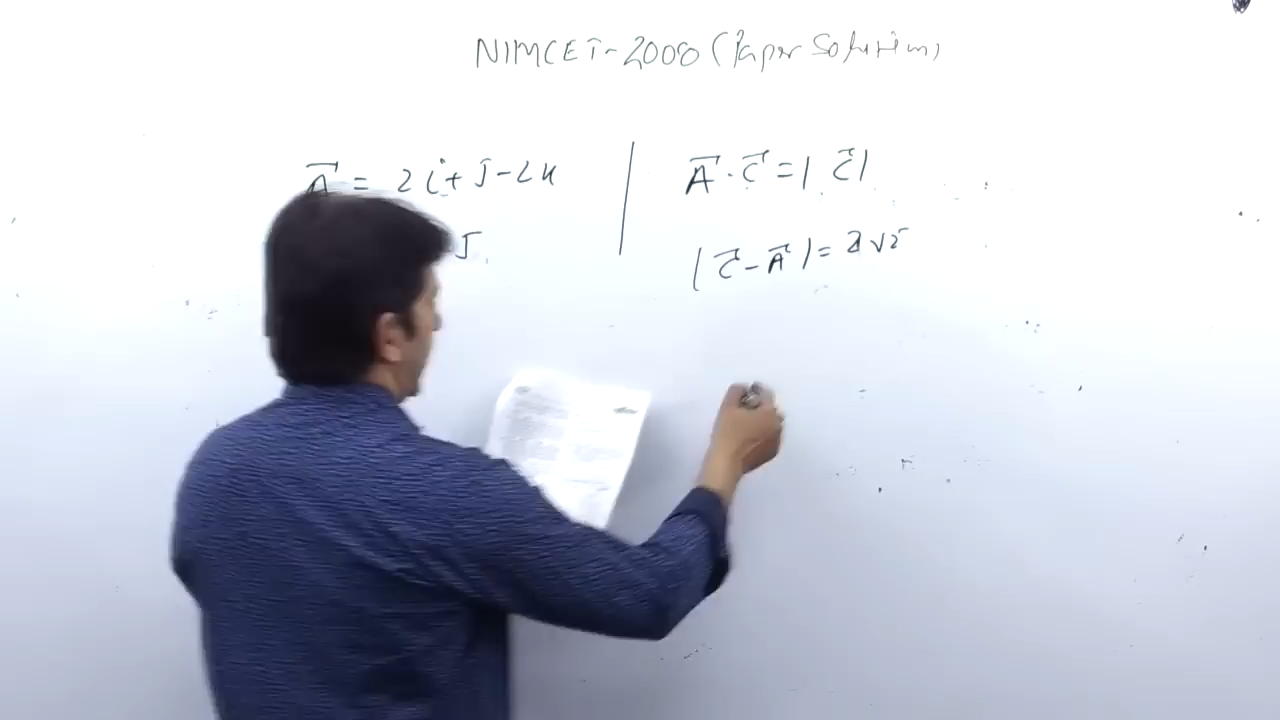 NIMCET-2008 (Paper Solution)
A⃗ = 2i + J - 2k
A⃗ · C⃗ = | C⃗ |
J
| C⃗ - A⃗ | = 2√2